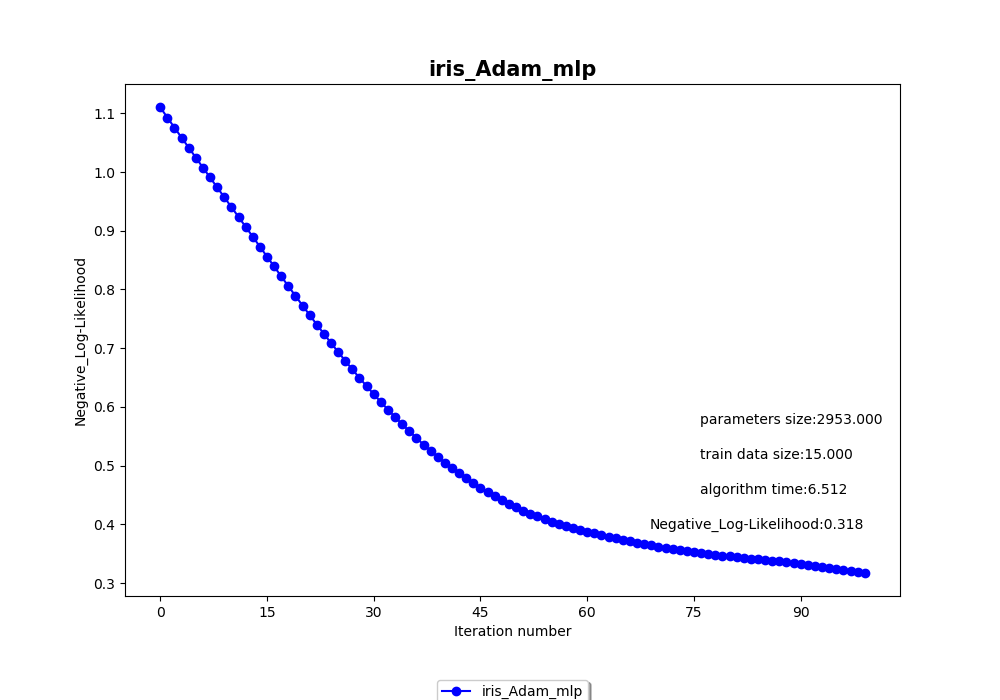 iris_Adam_mlp
1.1
1.0
0.9
0.8
0.7
0.6
0.5
0.4
0.3
Negative_Log-Likelihood
parameters size:2953.000
train data size:15.000
algorithm time:6.512
Negative_Log-Likelihood:0.318
0 15 30 45 60 75 90
Iteration number
iris_Adam_mlp